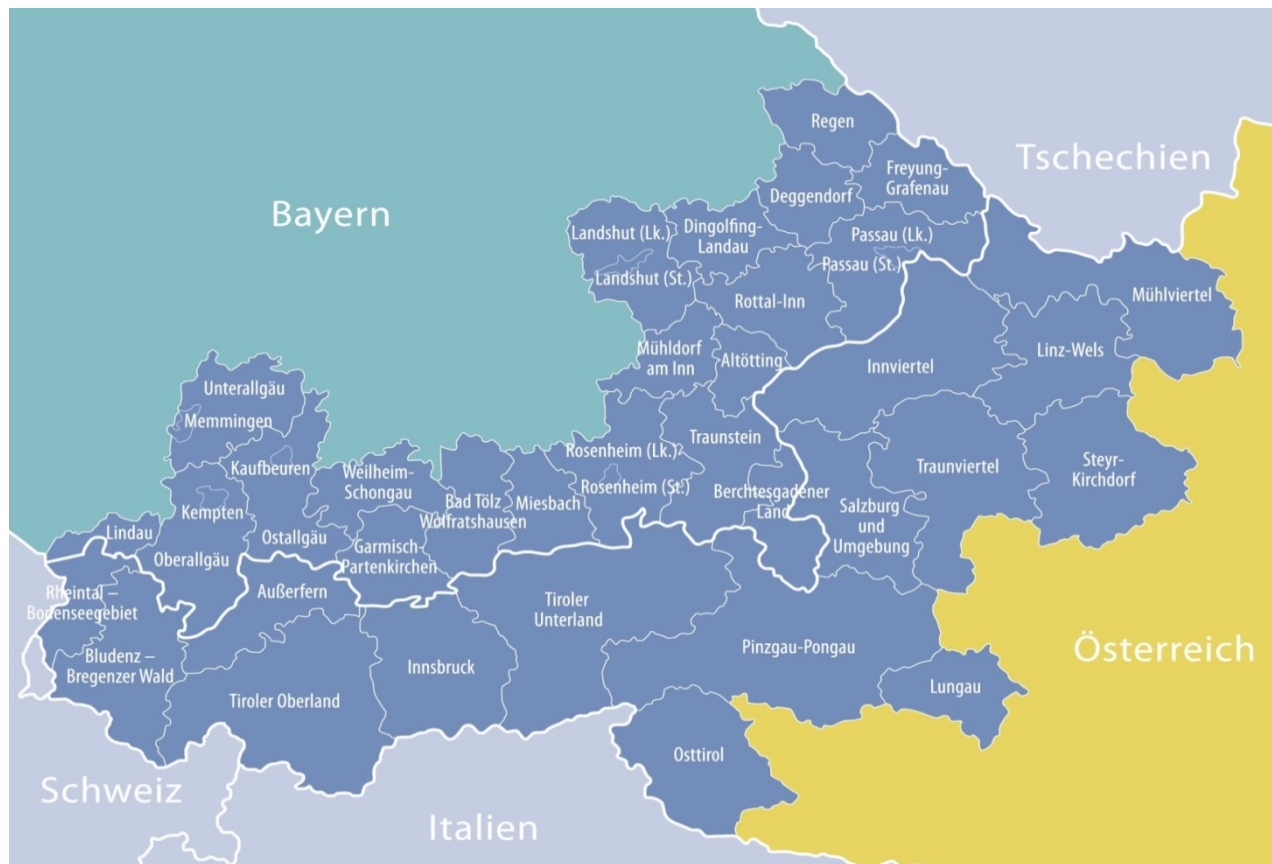 Regen
Tschechien
Freyung-
Grafenau
Deggendorf
Bayern
Landshut (Lk.)
Dingolfing-
Landau
Passau (Lk.)
Passau (St.)
Landshut (St.)
Rottal-Inn
Mühlviertel
Mühldorf
am Inn
Altötting
Innviertel
Linz-Wels
Unterallgäu
Memmingen
Traunstein
Rosenheim (Lk.)
Kaufbeuren
Weilheim-
Schongau
Traunviertel
Steyr-
Kirchdorf
Rosenheim (St.)
Berchtesgadener
Land
Bad Tölz
Wolfratshausen
Miesbach
Salzburg
und
Umgebung
Kempten
Lindau
Ostallgäu
Oberallgäu
Garmisch-
Partenkirchen
Rheintal –
Bodenseegebiet
Außerfern
Tiroler
Unterland
Pinzgau-Pongau
Österreich
Bludenz –
Bregenzer Wald
Innsbruck
Tiroler Oberland
Lungau
Osttirol
Schweiz
Italien